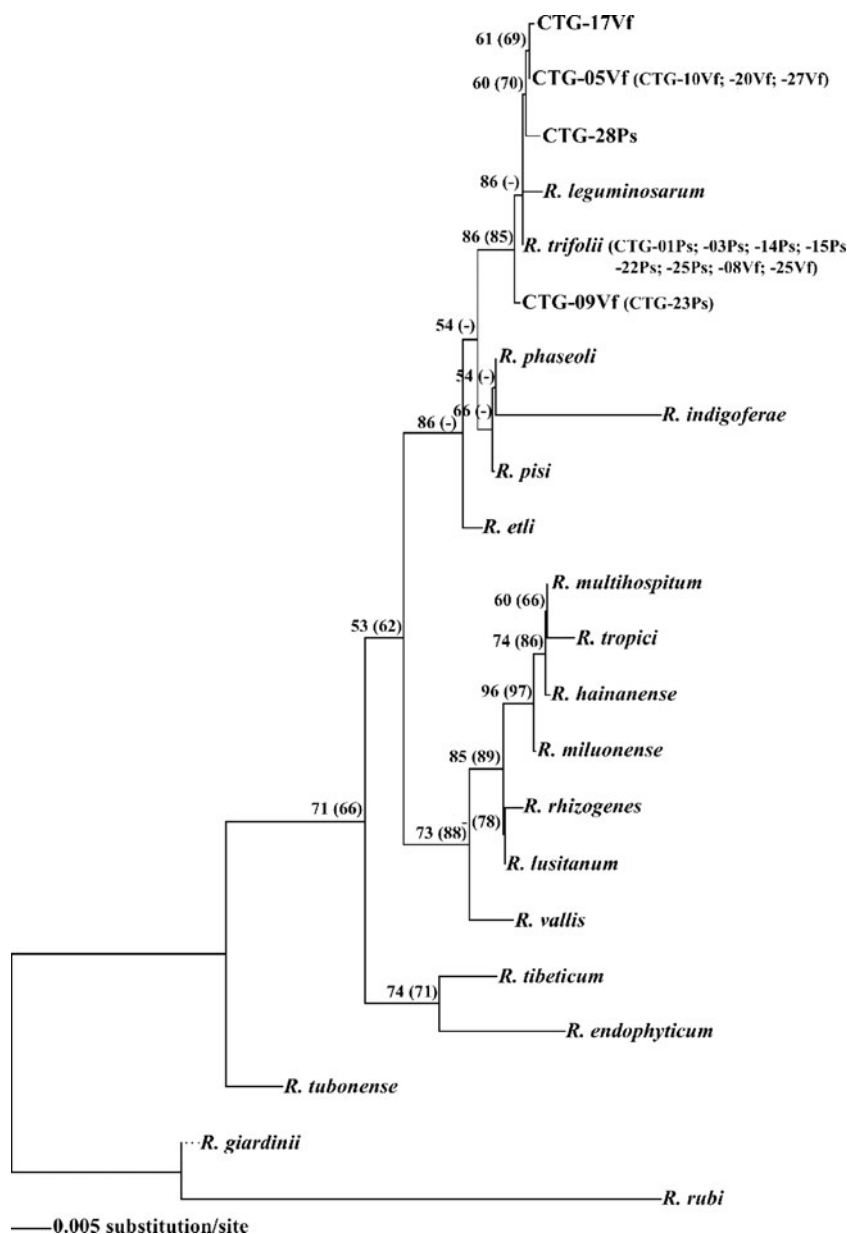 CTG-17Vf
61 (69)
CTG-05Vf (CTG-10Vf; -20Vf; -27Vf)
60 (70)
CTG-28Ps
86 (-)
R. leguminosarum
86 (85)
R. trifolii (CTG-01Ps; -03Ps; -14Ps; -15Ps
-22Ps; -25Ps; -08Vf; -25Vf)
CTG-09Vf (CTG-23Ps)
54 (-)
R. phaseoli
54 (-)
66 (-)
R. indigoferae
86 (-)
R. pisi
R. etli
R. multihospitum
60 (66)
53 (62)
R. tropici
74 (86)
R. hainanense
96 (97)
R. miluonense
85 (89)
R. rhizogenes
71 (66)
- (78)
73 (88)
R. lusitanum
R. vallis
R. tibeticum
74 (71)
R. endophyticum
R. tubonense
R. giardinii
R. rubi
0.005 substitution/site